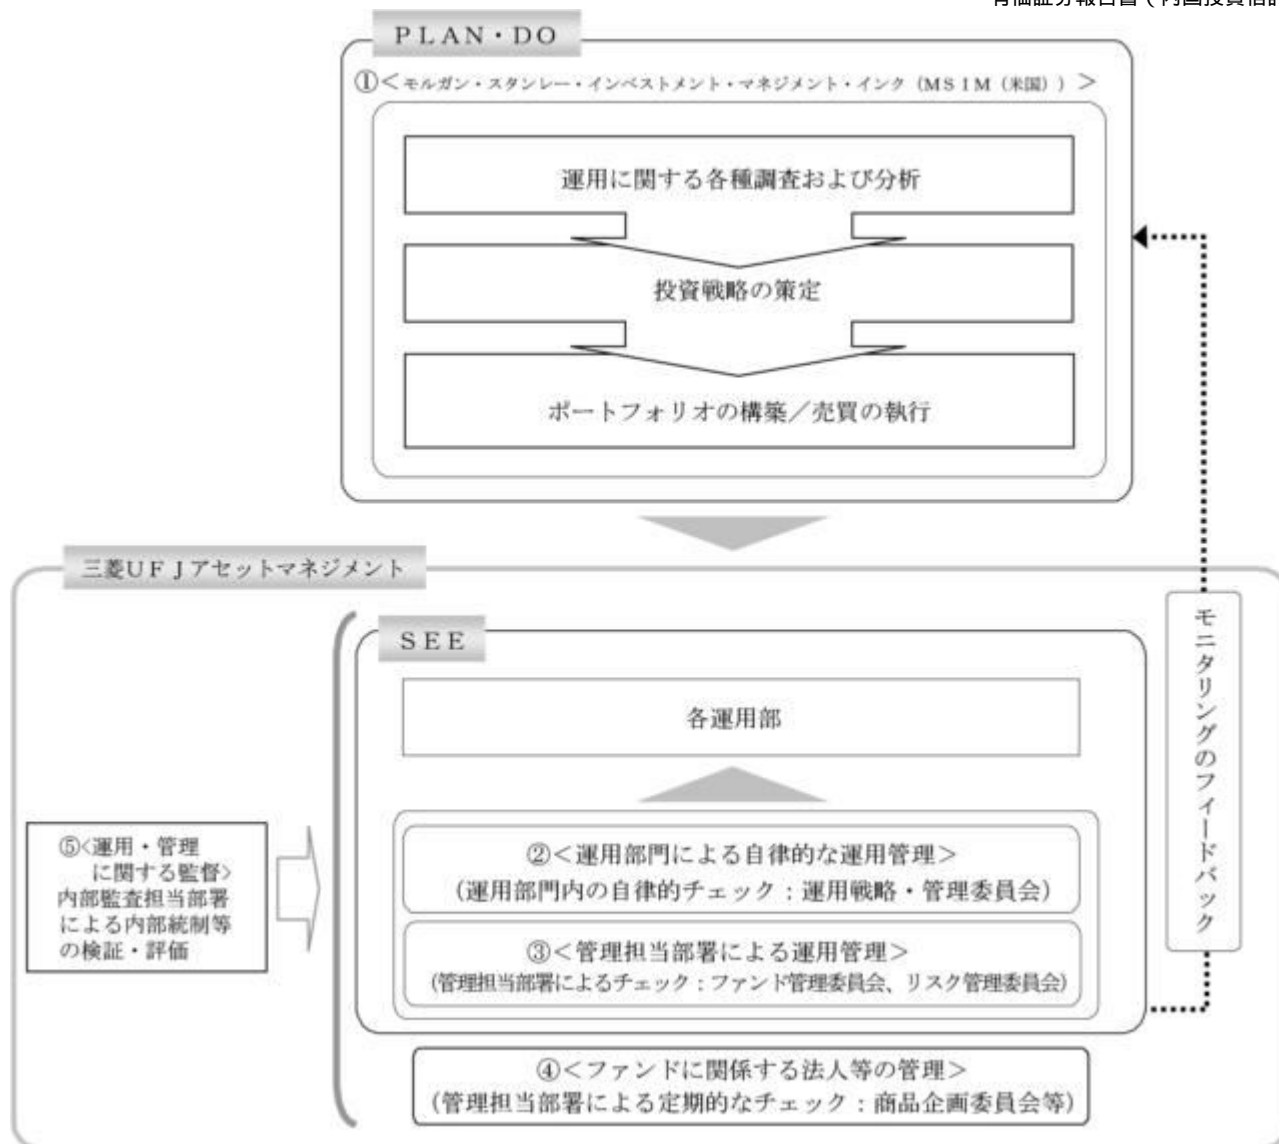 ＰＬＡＮ・ＤＯ
①＜モルガン・スタンレー・インベストメント・マネジメント・インク（ＭＳＩＭ（米国））＞
運用に関する各種調査および分析
投資戦略の策定
ポートフォリオの構築／売買の執行
三菱ＵＦＪアセットマネジメント
ＳＥＥ
各運用部
②＜運用部門による自律的な運用管理＞
（運用部門内の自律的チェック：運用戦略・管理委員会）
③＜管理担当部署による運用管理＞
（管理担当部署によるチェック：ファンド管理委員会、リスク管理委員会）
④＜ファンドに関係する法人等の管理＞
（管理担当部署による定期的なチェック：商品企画委員会等）
⑤＜運用・管理
に関する監督＞
内部監査担当部署
による内部統制等
の検証・評価
モニタリングのフィードバック